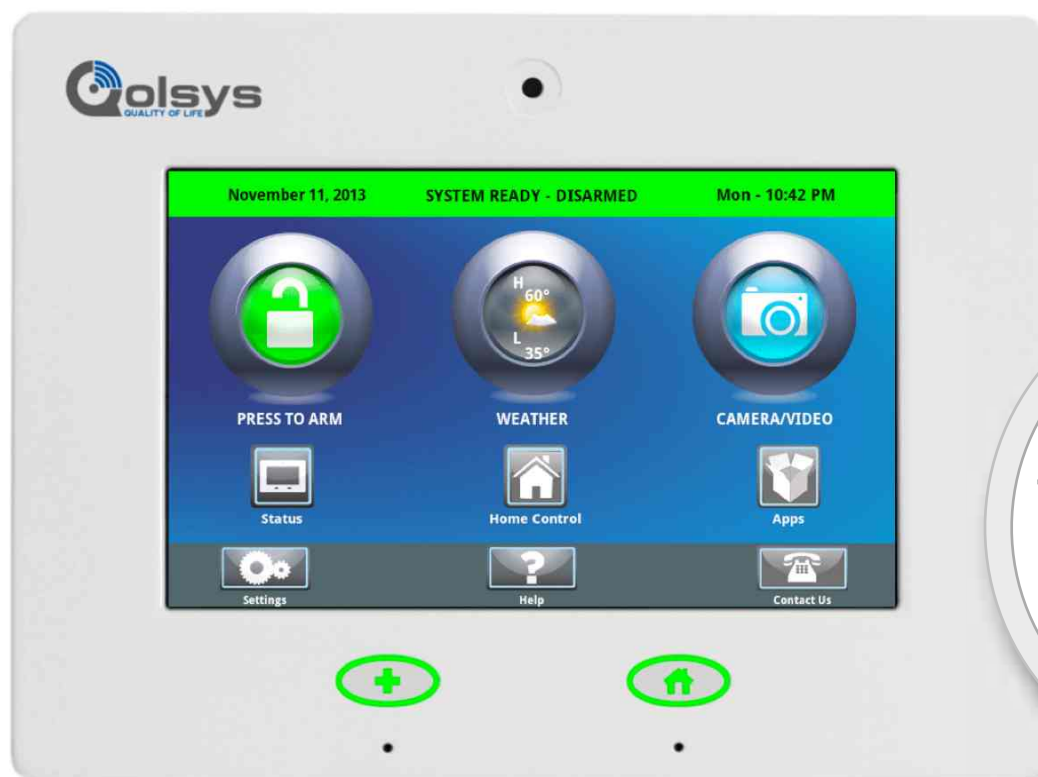 Qolsys
QUALITY OF LIFE
November 11, 2013 SYSTEM READY - DISARMED Mon - 10:42 PM
H
60°
L
35°
PRESS TO ARM WEATHER CAMERA/VIDEO
Status Home Control Apps
Settings Help Contact Us